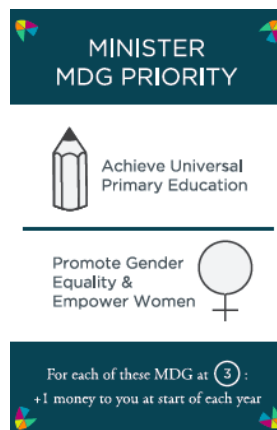 MINISTER
MDG PRIORITY
Achieve Universal
Primary Education
Promote Gender
Equality &
Empower Women
For each of these MDG at 3 :
+1 money to you at start of each year